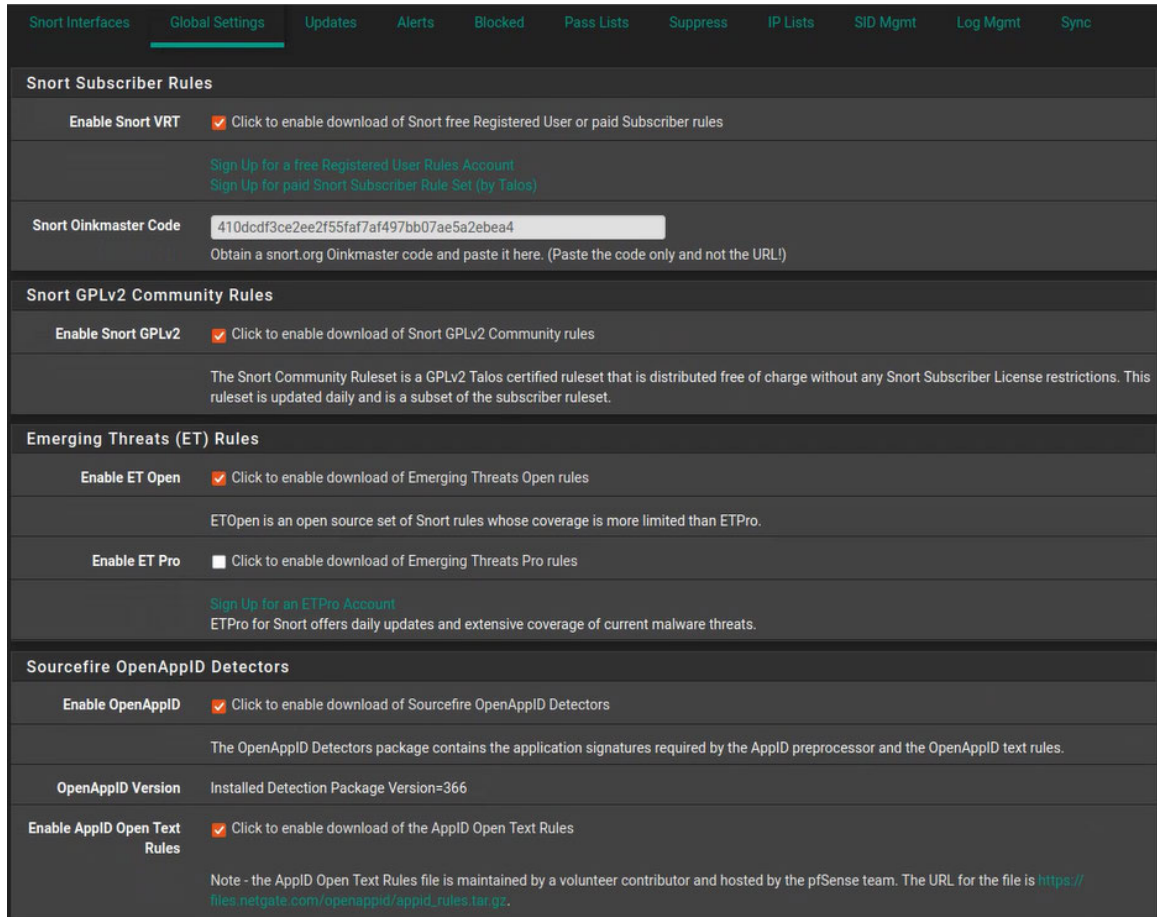 Snort Interfaces Global Settings Updates Alerts Blocked Pass Lists Suppress IP Lists SID Mgmt Log Mgmt Sync
Snort Subscriber Rules
Enable Snort VRT Click to enable download of Snort free Registered User or paid Subscriber rules
Sign Up for a free Registered User Rules Account
Sign Up for paid Snort Subscriber Rule Set (by Talos)
Snort Oinkmaster Code 410dcdf3ce2ee2f55faf7af497bb07ae5a2ebea4
Obtain a snort.org Oinkmaster code and paste it here. (Paste the code only and not the URL!)
Snort GPLv2 Community Rules
Enable Snort GPLv2 Click to enable download of Snort GPLv2 Community rules
The Snort Community Ruleset is a GPLv2 Talos certified ruleset that is distributed free of charge without any Snort Subscriber License restrictions. This
ruleset is updated daily and is a subset of the subscriber ruleset.
Emerging Threats (ET) Rules
Enable ET Open Click to enable download of Emerging Threats Open rules
ETOpen is an open source set of Snort rules whose coverage is more limited than ETPro.
Enable ET Pro Click to enable download of Emerging Threats Pro rules
Sign Up for an ETPro Account
ETPro for Snort offers daily updates and extensive coverage of current malware threats.
Sourcefire OpenAppID Detectors
Enable OpenAppID Click to enable download of Sourcefire OpenAppID Detectors
The OpenAppID Detectors package contains the application signatures required by the AppID preprocessor and the OpenAppID text rules.
OpenAppID Version Installed Detection Package Version=366
Enable AppID Open Text Click to enable download of the AppID Open Text Rules
Rules
Note - the AppID Open Text Rules file is maintained by a volunteer contributor and hosted by the pfSense team. The URL for the file is https://
files.netgate.com/openappid/appid_rules.tar.gz.